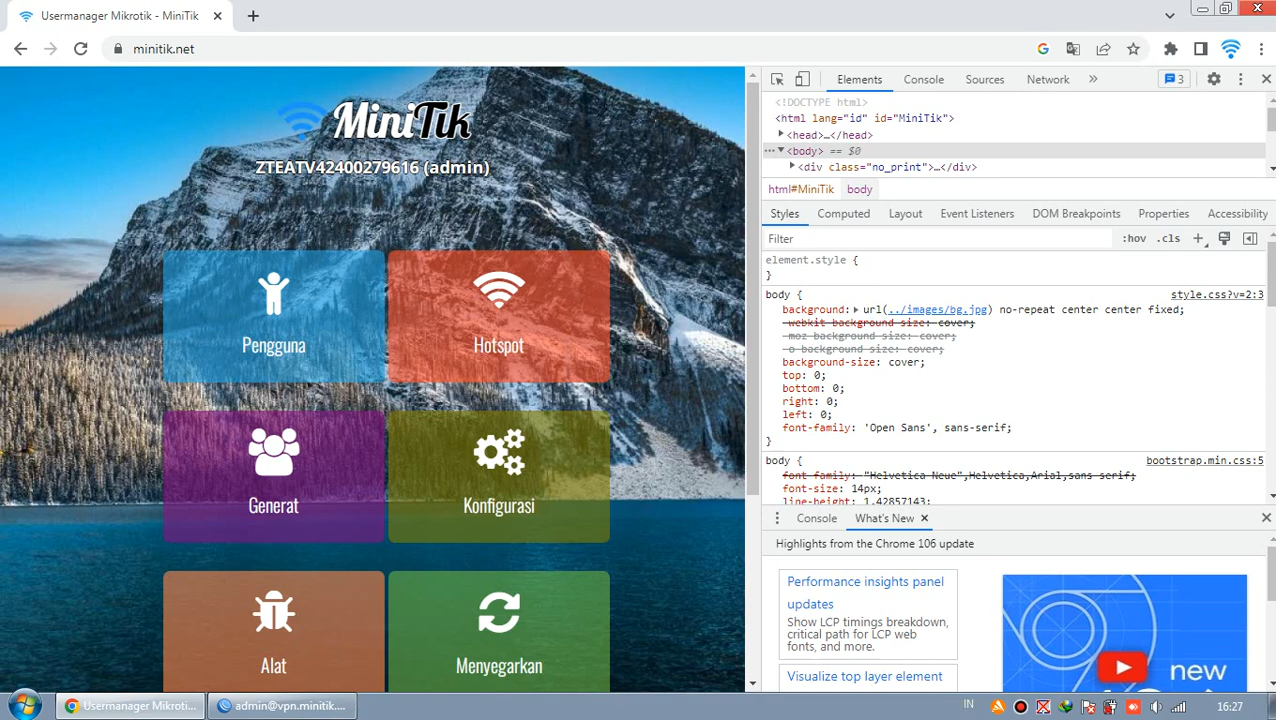 Usermanager Mikrotik - MiniTik
minitik.net
MiniTik
ZTEATV42400279616 (admin)
Pengguna
Hotspot
Generat
Konfigurasi
Alat
Menyegarkan
Elements Console Sources Network » 3
<!DOCTYPE html>
<html lang="id" id="MiniTik">
<head>…</head>
<body> == $0
<div class="no_print">…</div>
html#MiniTik body
Styles Computed Layout Event Listeners DOM Breakpoints Properties Accessibility
Filter :hov .cls +
element.style {
}
body { style.css?v=2:3
background: url(../images/bg.jpg) no-repeat center center fixed;
-webkit-background-size: cover;
-moz-background-size: cover;
-o-background-size: cover;
background-size: cover;
top: 0;
bottom: 0;
right: 0;
left: 0;
font-family: 'Open Sans', sans-serif;
}
body { bootstrap.min.css:5
font-family: "Helvetica Neue",Helvetica,Arial,sans-serif;
font-size: 14px;
line-height: 1.42857143;
Console What's New
Highlights from the Chrome 106 update
Performance insights panel
updates
Show LCP timings breakdown,
critical path for LCP web
fonts, and more.
Visualize top layer element
new
Usermanager Mikroti...
admin@vpn.minitik....
IN
16:27